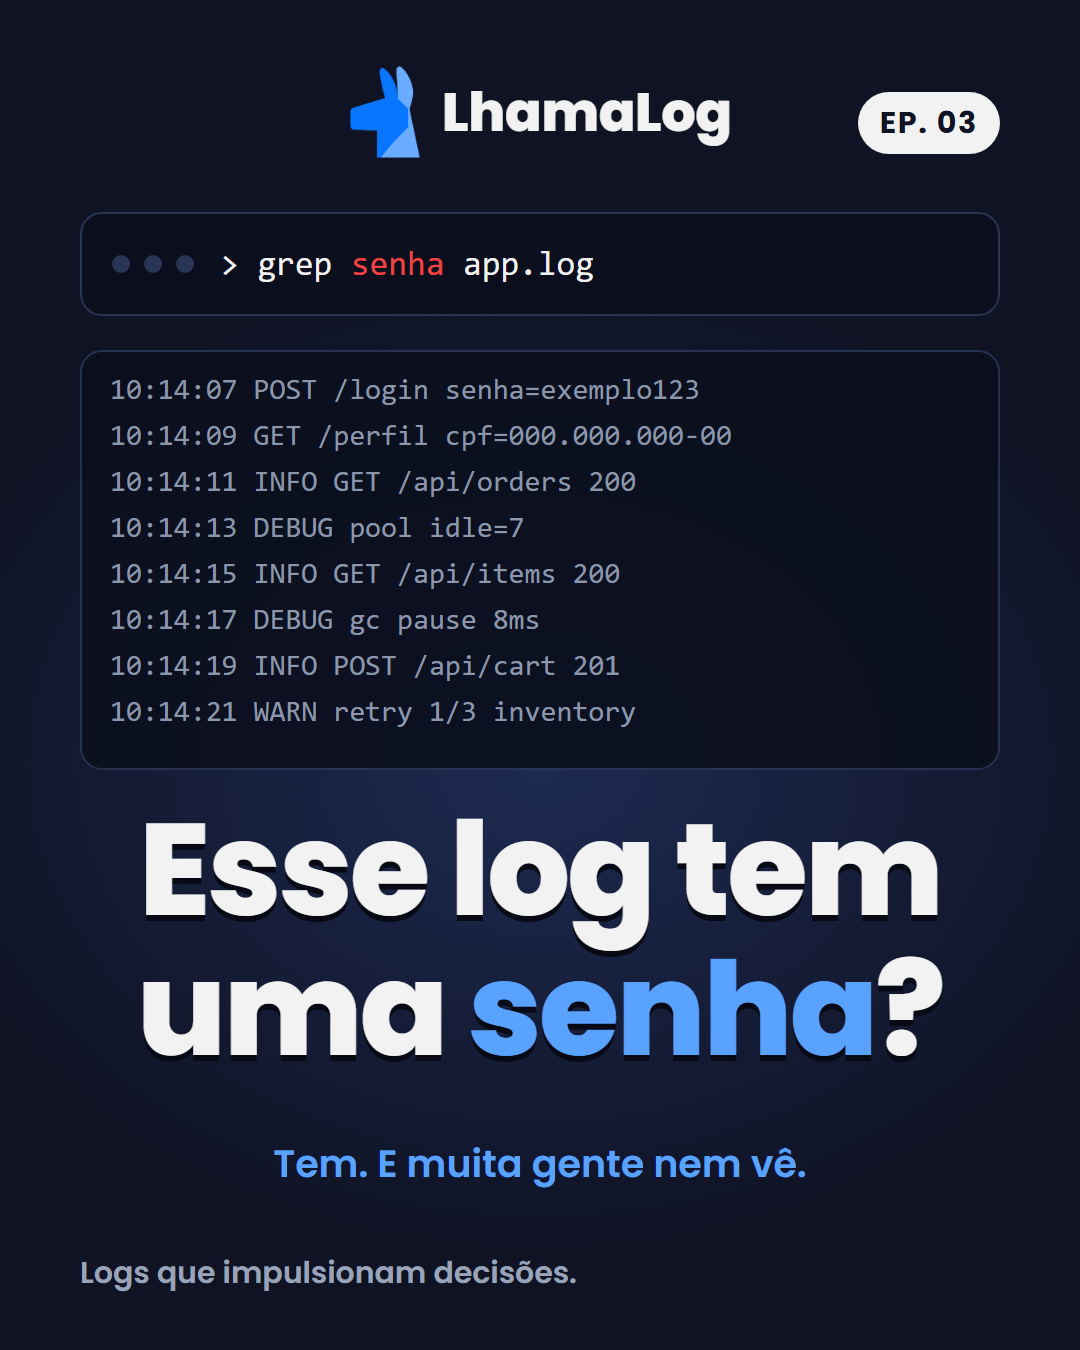 LhamaLog
EP. 03
> grep senha app.log
10:14:07 POST /login senha=exemplo123
10:14:09 GET /perfil cpf=000.000.000-00
10:14:11 INFO GET /api/orders 200
10:14:13 DEBUG pool idle=7
10:14:15 INFO GET /api/items 200
10:14:17 DEBUG gc pause 8ms
10:14:19 INFO POST /api/cart 201
10:14:21 WARN retry 1/3 inventory
Esse log tem
uma senha?
Tem. E muita gente nem vê.
Logs que impulsionam decisões.